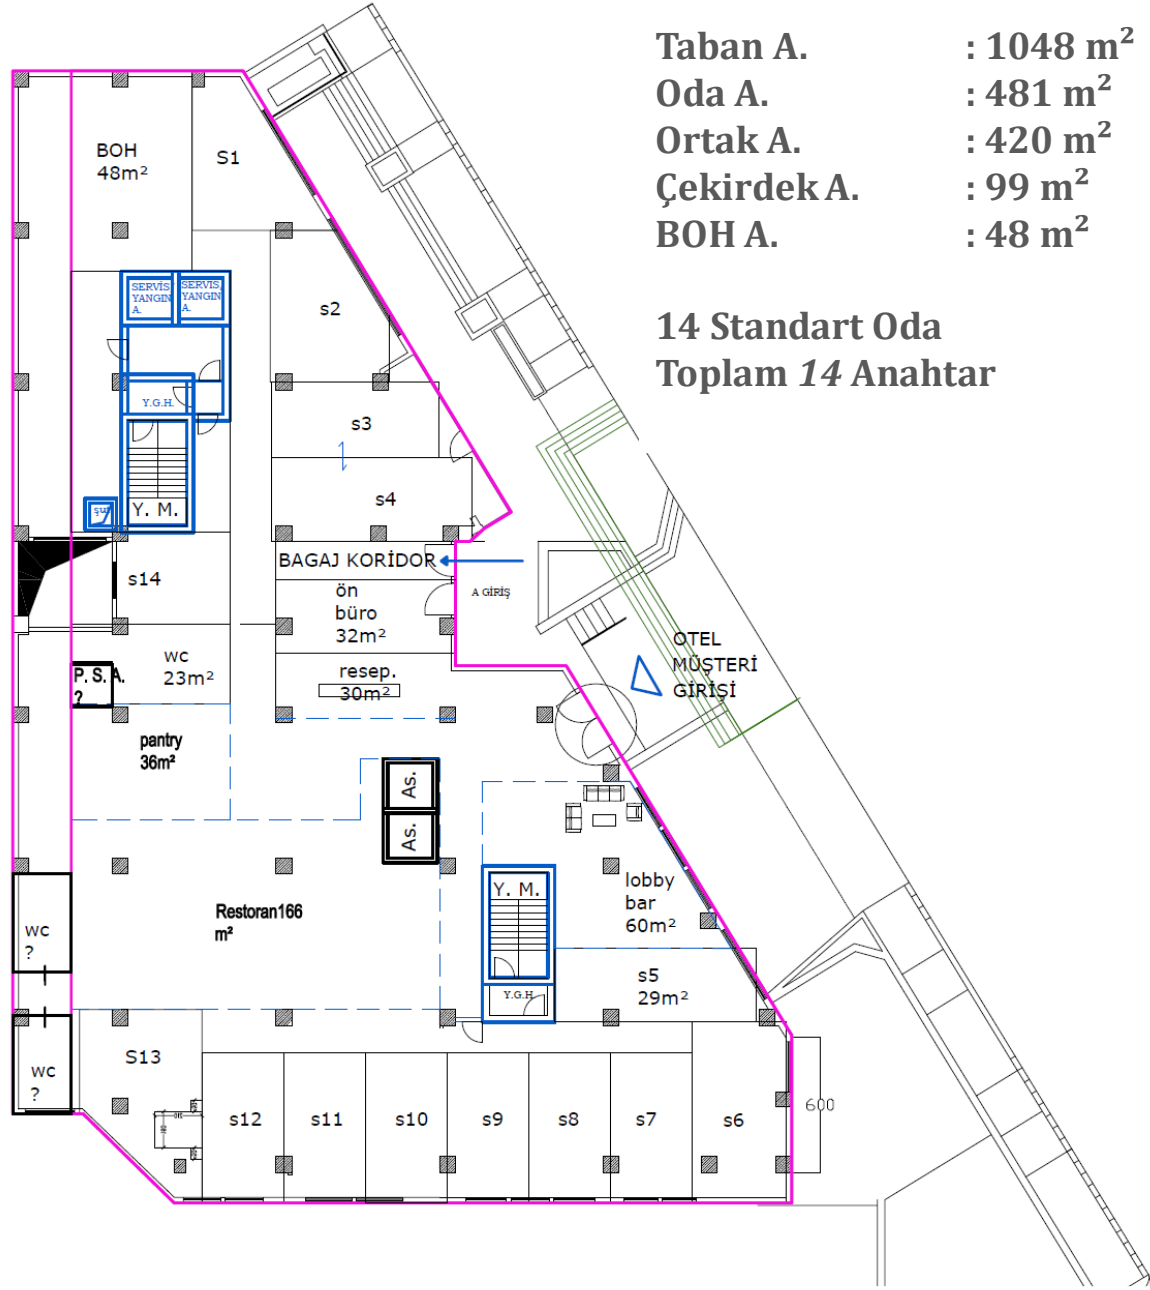 Taban A. : 1048 m²
Oda A. : 481 m²
Ortak A. : 420 m²
Çekirdek A. : 99 m²
BOH A. : 48 m²
14 Standart Oda
Toplam 14 Anahtar
BOH
48m²
S1
SERVİS
YANGIN
A.
SERVIS,
YANGIN
A.
s2
Y.G.H.
s3
s4
şut
Y. M.
BAGAJ KORİDOR
s14
ön
büro
32m²
A GİRİŞ
wc
23m²
resep.
30m²
OTEL
MÜŞTERİ
GİRİŞİ
P. S. A.
?
pantry
36m²
As.
As.
Restoran166
m²
Y. M.
lobby
bar
60m²
wc
?
s5
29m²
Y.G.H
wc
?
S13
s12
s11
s10
s9
s8
s7
s6
600